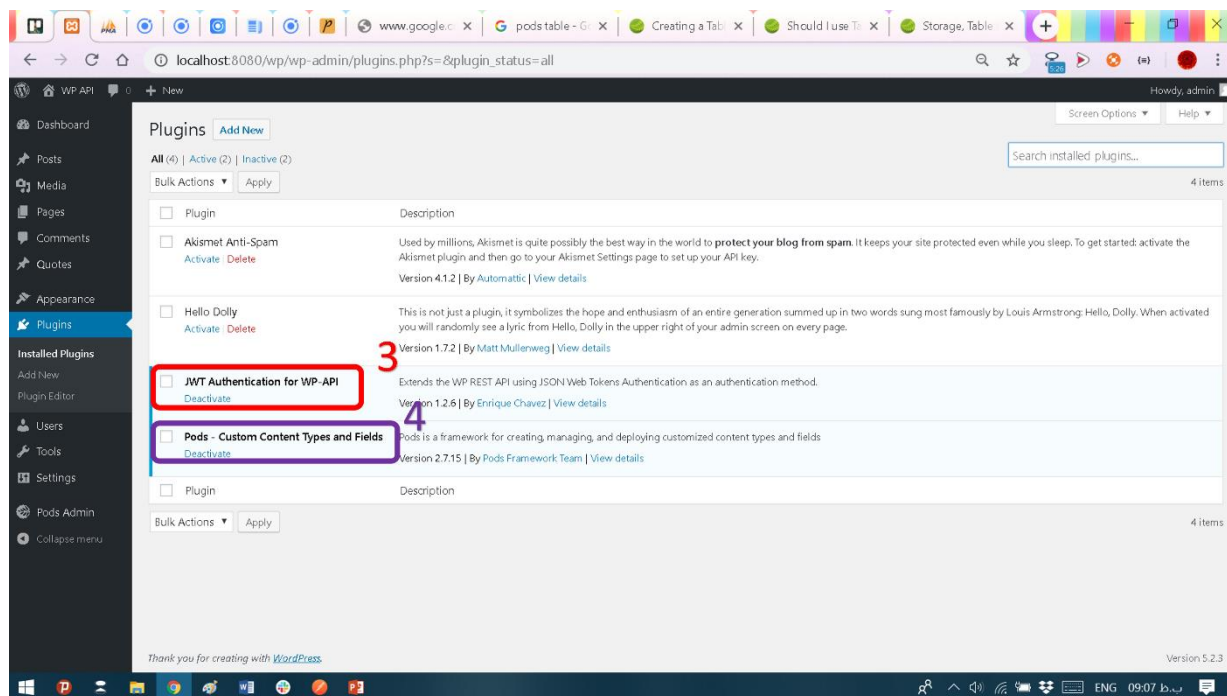 www.google.c
pods table - G
Creating a Tab
Should I use Ta
Storage, Table
localhost:8080/wp/wp-admin/plugins.php?s=&plugin_status=all
5:26
WP API 0 + New
Howdy, admin
Screen Options ▼ Help ▼
Dashboard
Posts
Media
Pages
Comments
Quotes
Appearance
Plugins
Installed Plugins
Add New
Plugin Editor
Users
Tools
Settings
Pods Admin
Collapse menu
Plugins Add New
All (4) | Active (2) | Inactive (2)
Search installed plugins...
Bulk Actions ▼ Apply
4 items
Plugin Description
Akismet Anti-Spam
Activate | Delete
Used by millions, Akismet is quite possibly the best way in the world to protect your blog from spam. It keeps your site protected even while you sleep. To get started: activate the
Akismet plugin and then go to your Akismet Settings page to set up your API key.
Version 4.1.2 | By Automattic | View details
Hello Dolly
Activate | Delete
This is not just a plugin, it symbolizes the hope and enthusiasm of an entire generation summed up in two words sung most famously by Louis Armstrong: Hello, Dolly. When activated
you will randomly see a lyric from Hello, Dolly in the upper right of your admin screen on every page.
Version 1.7.2 | By Matt Mullenweg | View details
3
JWT Authentication for WP-API
Deactivate
Extends the WP REST API using JSON Web Tokens Authentication as an authentication method.
Version 1.2.6 | By Enrique Chavez | View details
4
Pods - Custom Content Types and Fields
Deactivate
Pods is a framework for creating, managing, and deploying customized content types and fields
Version 2.7.15 | By Pods Framework Team | View details
Plugin Description
Bulk Actions ▼ Apply
4 items
Thank you for creating with WordPress.
Version 5.2.3
ENG 09:07 ب.ظ